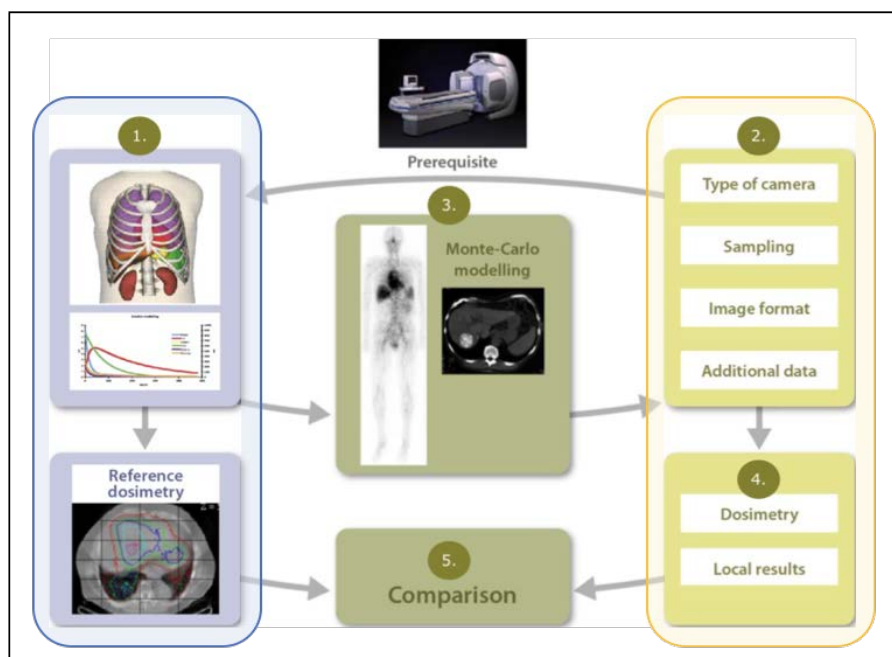 Prerequisite
1.
2.
Type of camera
Sampling
Image format
Additional data
3.
Monte-Carlo
modelling
Reference
dosimetry
4.
Dosimetry
Local results
5.
Comparison